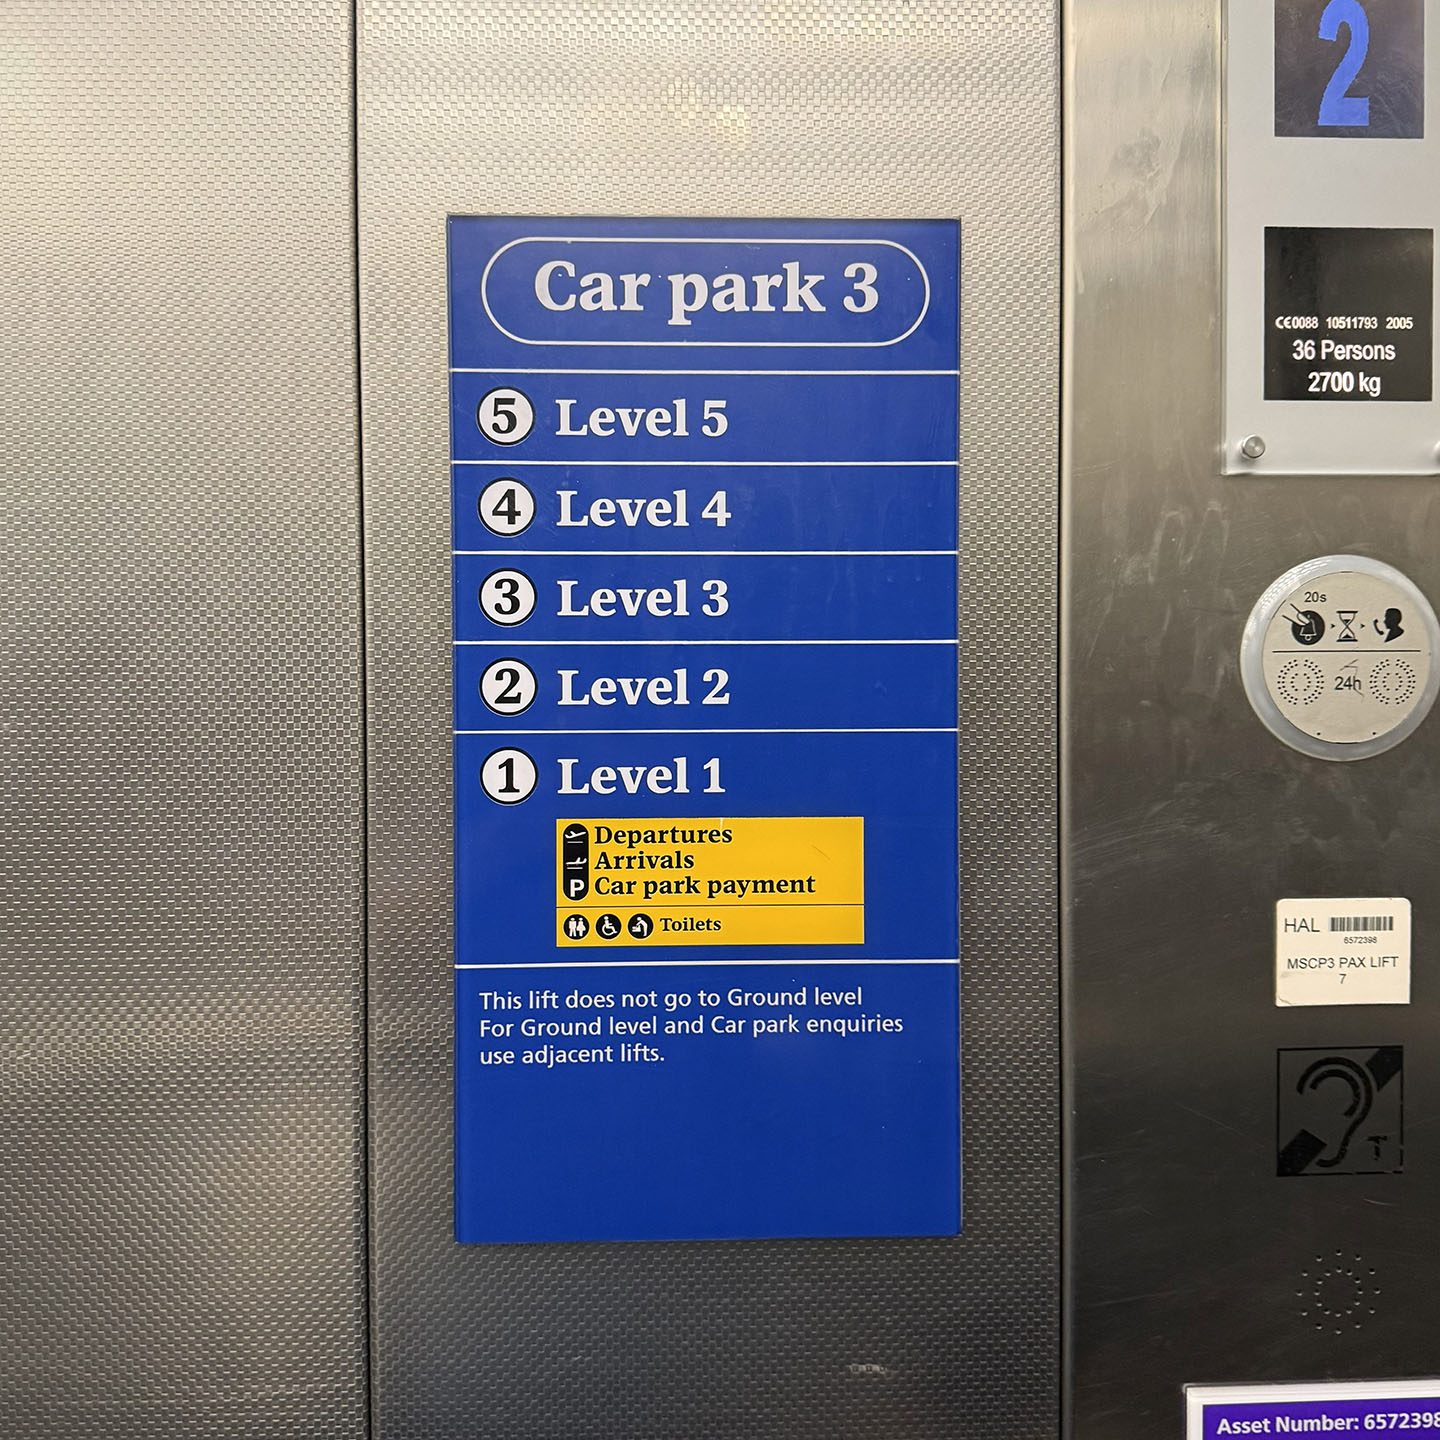 Car park 3
5 Level 5
4 Level 4
3 Level 3
2 Level 2
1 Level 1
Departures
Arrivals
P Car park payment
Toilets
This lift does not go to Ground level
For Ground level and Car park enquiries
use adjacent lifts.
2
CE0088 10511793 2005
36 Persons
2700 kg
20s
24h
HAL
6572398
MSCP3 PAX LIFT
7
T
Asset Number: 6572398